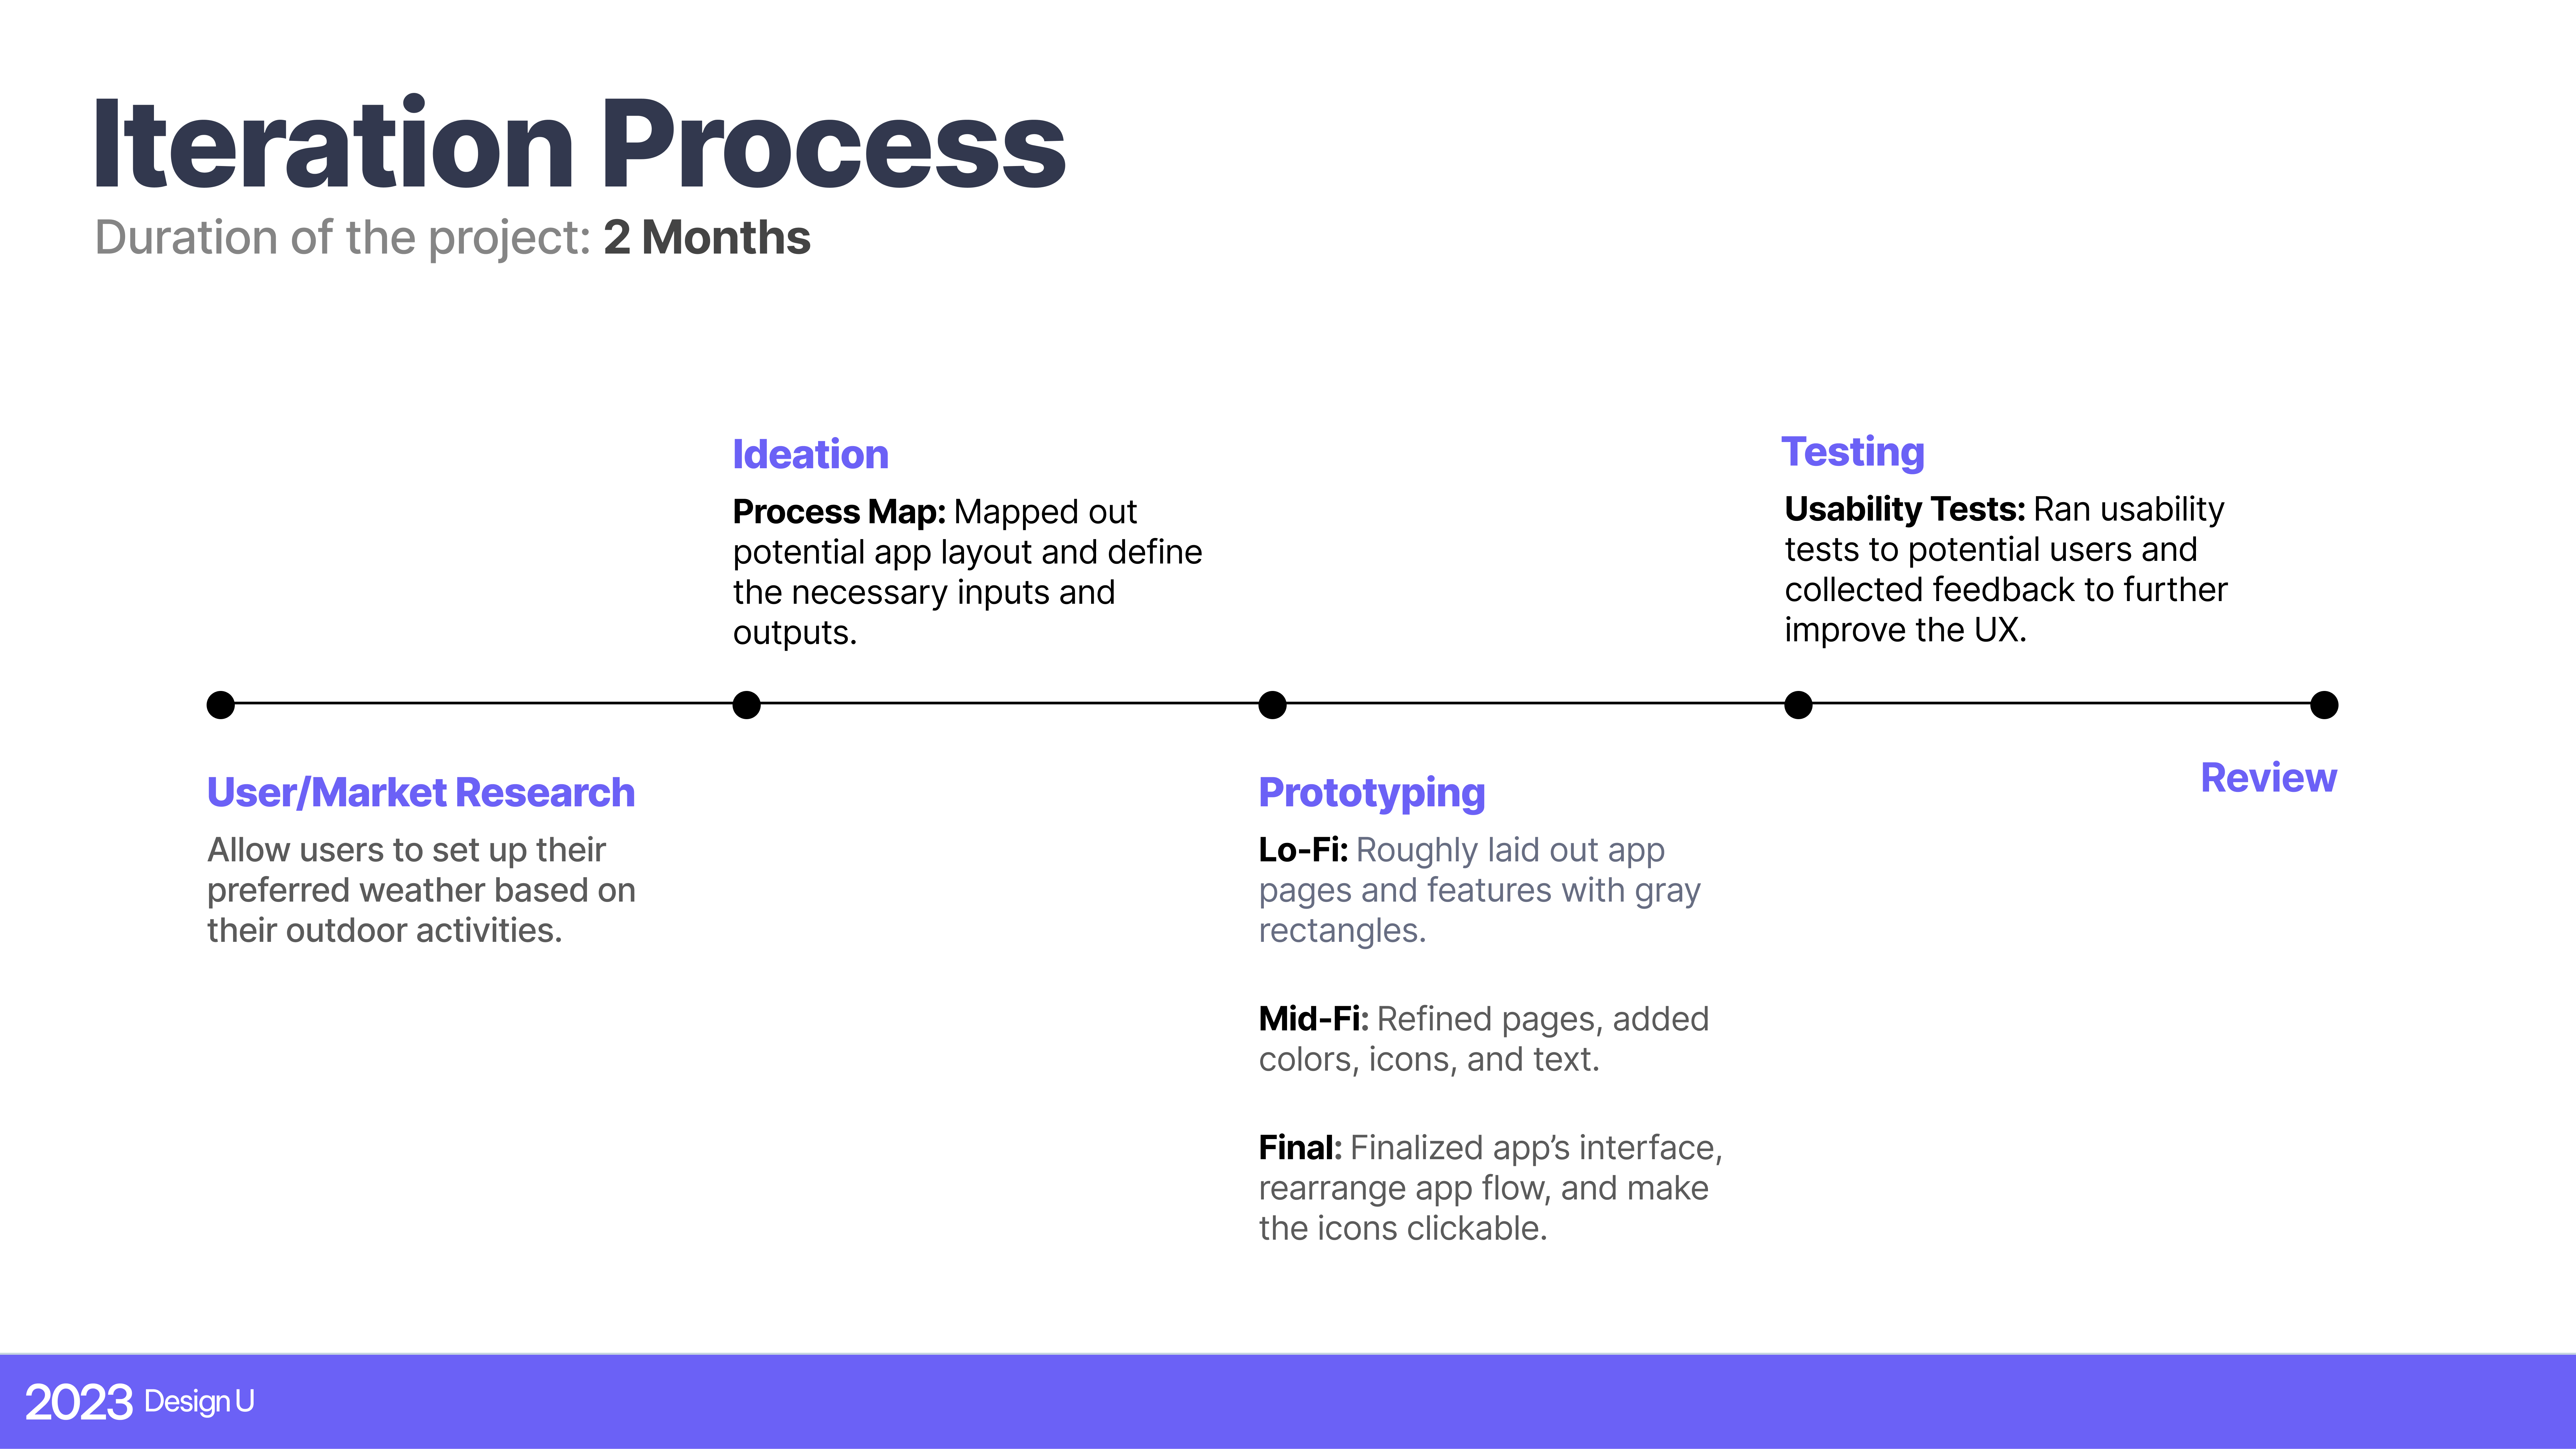 Iteration Process
Duration of the project: 2 Months
Ideation
Process Map: Mapped out
potential app layout and define
the necessary inputs and
outputs.
Testing
Usability Tests: Ran usability
tests to potential users and
collected feedback to further
improve the UX.
User/Market Research
Allow users to set up their
preferred weather based on
their outdoor activities.
Prototyping
Lo-Fi: Roughly laid out app
pages and features with gray
rectangles.
Mid-Fi: Refined pages, added
colors, icons, and text.
Final: Finalized app’s interface,
rearrange app flow, and make
the icons clickable.
Review
2023 Design U